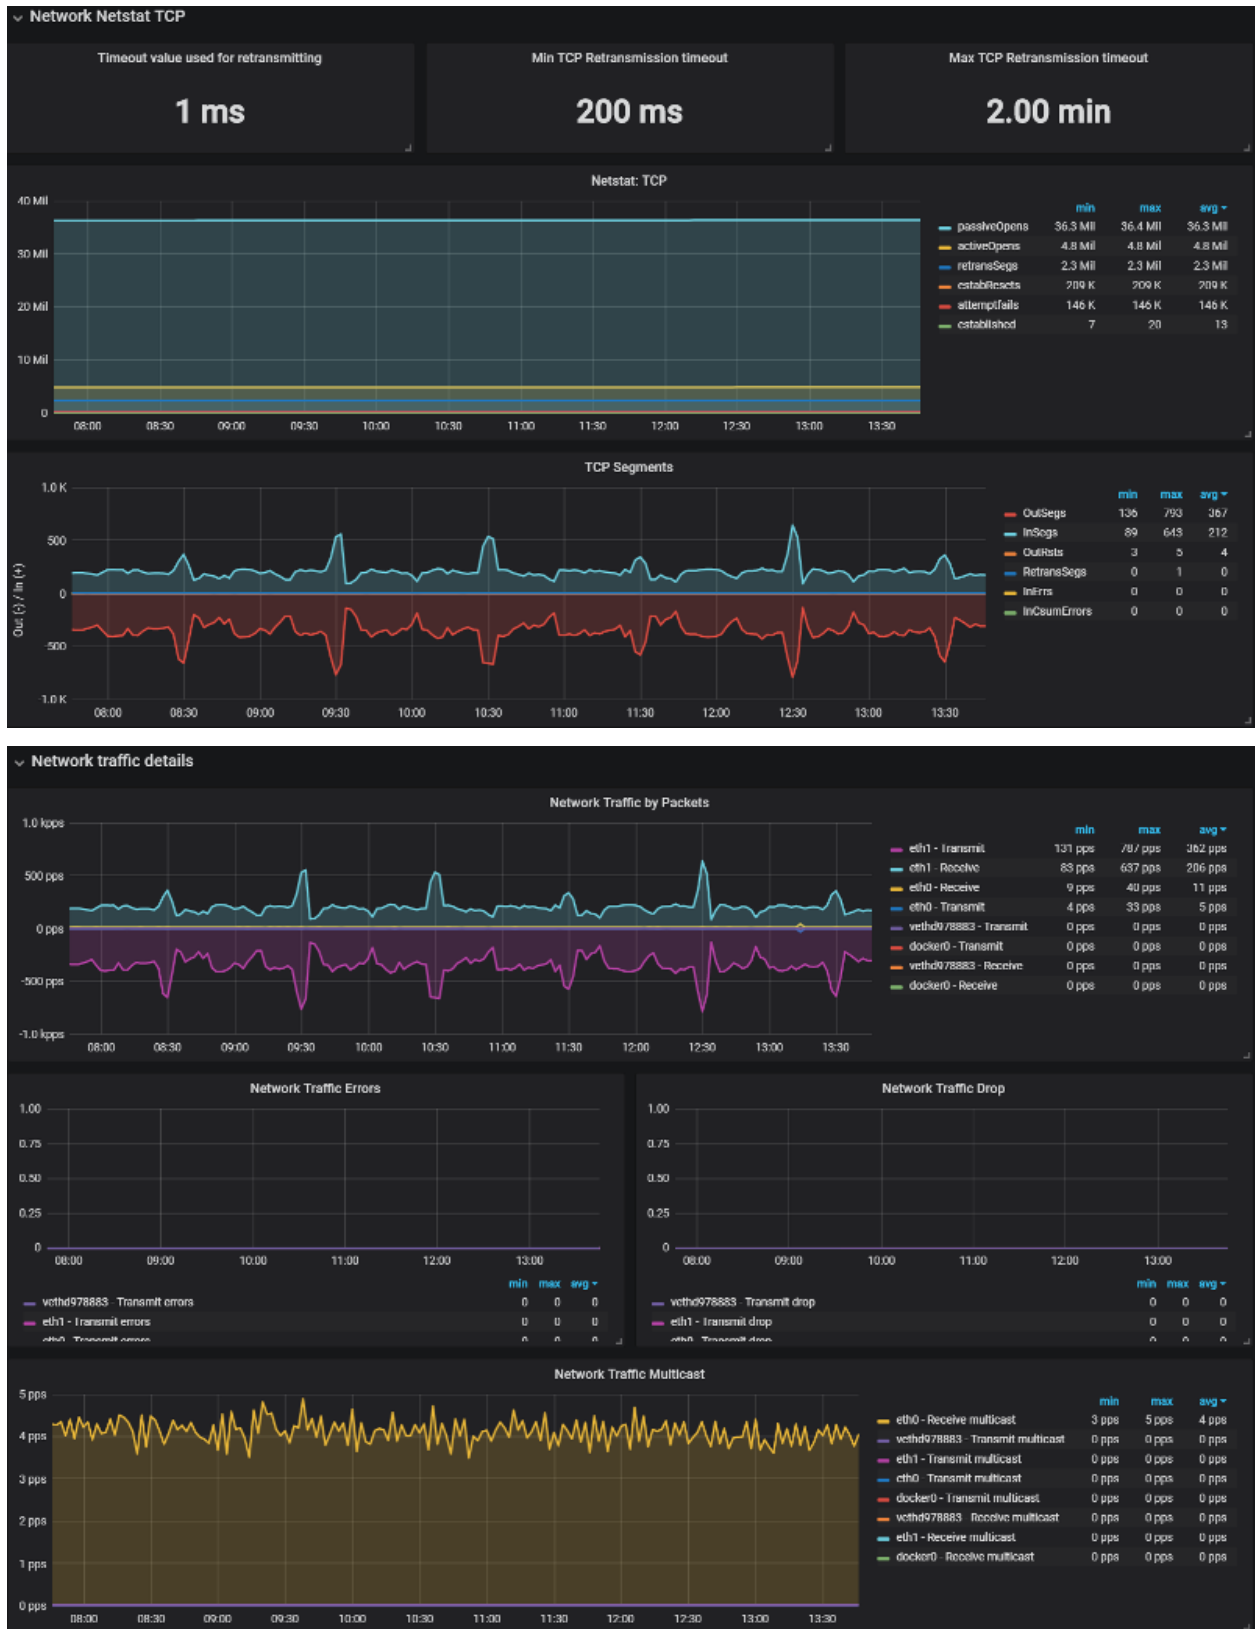 Network Netstat TCP
Timeout value used for retransmitting
1 ms
Min TCP Retransmission timeout
200 ms
Max TCP Retransmission timeout
2.00 min
Netstat: TCP
40 Mil
30 Mil
20 Mil
10 Mil
0
08:00 08:30 09:00 09:30 10:00 10:30 11:00 11:30 12:00 12:30 13:00 13:30
min max avg
passiveOpens 36.3 Mil 36.4 Mil 36.3 Mil
activeOpens 4.8 Mil 4.8 Mil 4.8 Mil
retransSegs 2.3 Mil 2.3 Mil 2.3 Mil
estabResets 209 K 209 K 209 K
attemptfails 146 K 146 K 146 K
established 7 20 13
TCP Segments
Out (-) / In (+)
1.0 K
500
0
-500
-1.0 K
08:00 08:30 09:00 09:30 10:00 10:30 11:00 11:30 12:00 12:30 13:00 13:30
min max avg
OutSegs 136 793 367
InSegs 89 643 212
OutRsts 3 5 4
RetransSegs 0 1 0
InErrs 0 0 0
InCsumErrors 0 0 0
Network traffic details
Network Traffic by Packets
1.0 kpps
500 pps
0 pps
-500 pps
-1.0 kpps
08:00 08:30 09:00 09:30 10:00 10:30 11:00 11:30 12:00 12:30 13:00 13:30
min max avg
eth1 - Transmit 131 pps 787 pps 362 pps
eth1 - Receive 83 pps 637 pps 206 pps
eth0 - Receive 9 pps 40 pps 11 pps
eth0 - Transmit 4 pps 33 pps 5 pps
vethd978883 - Transmit 0 pps 0 pps 0 pps
docker0 - Transmit 0 pps 0 pps 0 pps
vethd978883 - Receive 0 pps 0 pps 0 pps
docker0 - Receive 0 pps 0 pps 0 pps
Network Traffic Errors
1.00
0.75
0.50
0.25
0
08:00 09:00 10:00 11:00 12:00 13:00
min max avg
vethd978883 - Transmit errors 0 0 0
eth1 - Transmit errors 0 0 0
eth0 - Transmit errors 0 0 0
Network Traffic Drop
1.00
0.75
0.50
0.25
0
08:00 09:00 10:00 11:00 12:00 13:00
min max avg
vethd978883 - Transmit drop 0 0 0
eth1 - Transmit drop 0 0 0
eth0 - Transmit drop 0 0 0
Network Traffic Multicast
5 pps
4 pps
3 pps
2 pps
1 pps
0 pps
08:00 08:30 09:00 09:30 10:00 10:30 11:00 11:30 12:00 12:30 13:00 13:30
min max avg
eth0 - Receive multicast 3 pps 5 pps 4 pps
vethd978883 - Transmit multicast 0 pps 0 pps 0 pps
eth1 - Transmit multicast 0 pps 0 pps 0 pps
eth0 - Transmit multicast 0 pps 0 pps 0 pps
docker0 - Transmit multicast 0 pps 0 pps 0 pps
vethd978883 - Receive multicast 0 pps 0 pps 0 pps
eth1 - Receive multicast 0 pps 0 pps 0 pps
docker0 - Receive multicast 0 pps 0 pps 0 pps